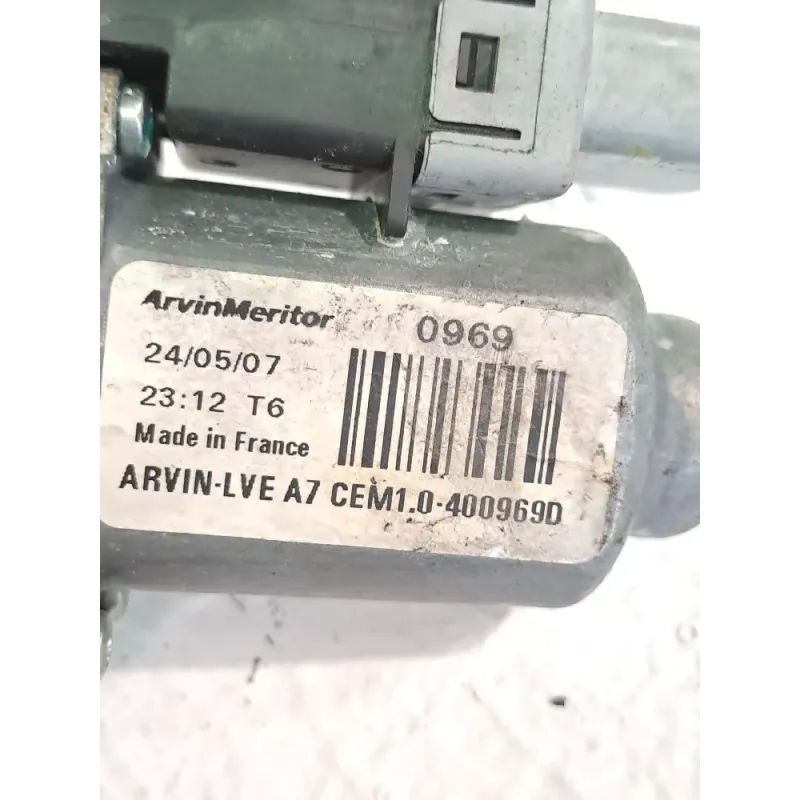 ArvinMeritor 0969
24/05/07
23:12 T6
Made in France
ARVIN-LVE A7 CEM1.0-400969D